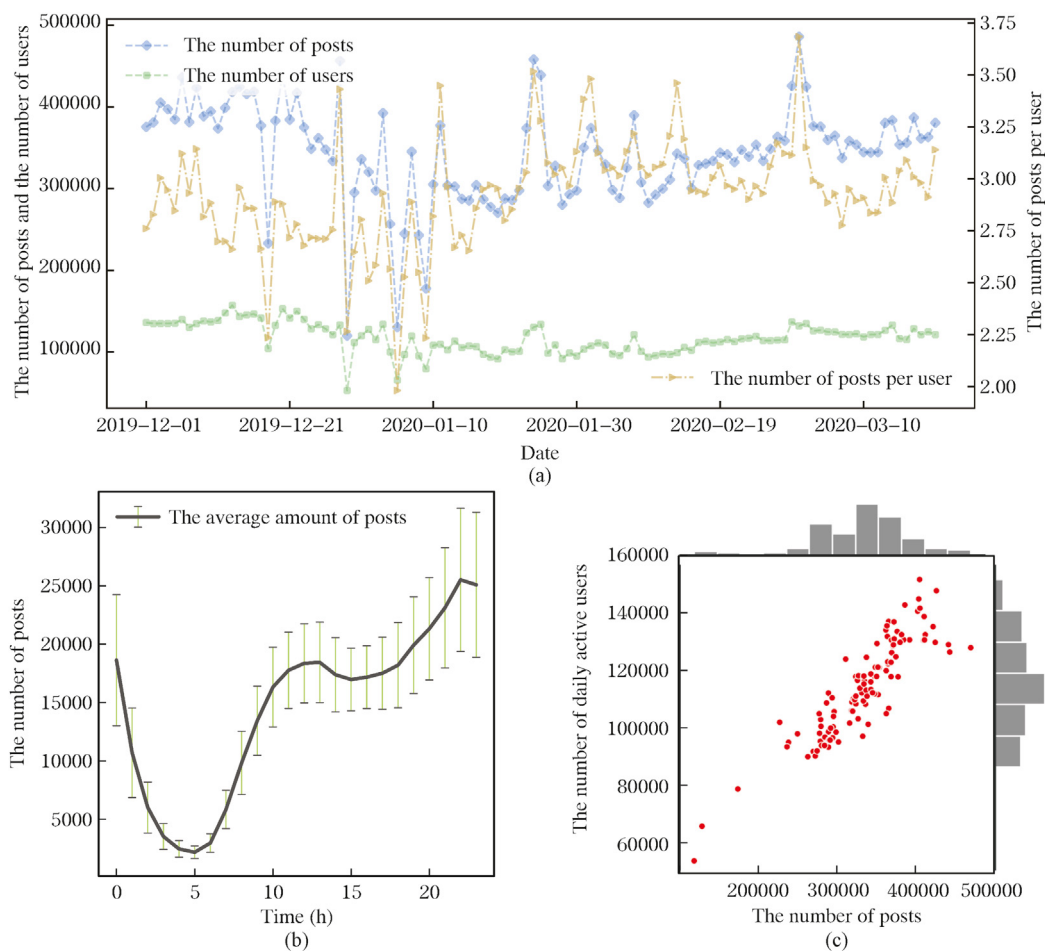 The number of posts and the number of users
500000
400000
300000
200000
100000
The number of posts
The number of users
The number of posts per user
3.75
3.50
3.25
3.00
2.75
2.50
2.25
2.00
The number of posts per user
2019–12–01
2019–12–21
2020–01–10
2020–01–30
2020–02–19
2020–03–10
Date
(a)
The number of posts
30000
25000
20000
15000
10000
5000
The average amount of posts
0
5
10
15
20
Time (h)
(b)
The number of daily active users
160000
140000
120000
100000
80000
60000
200000
300000
400000
500000
The number of posts
(c)